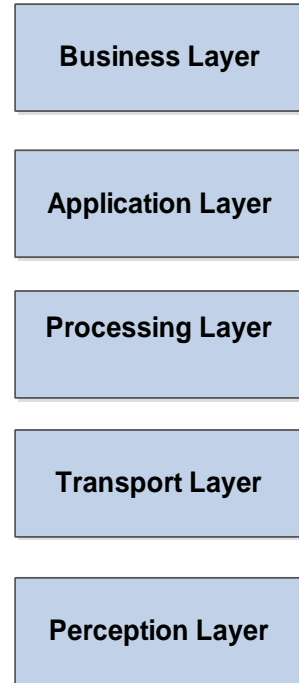 Business Layer
Application Layer
Processing Layer
Transport Layer
Perception Layer